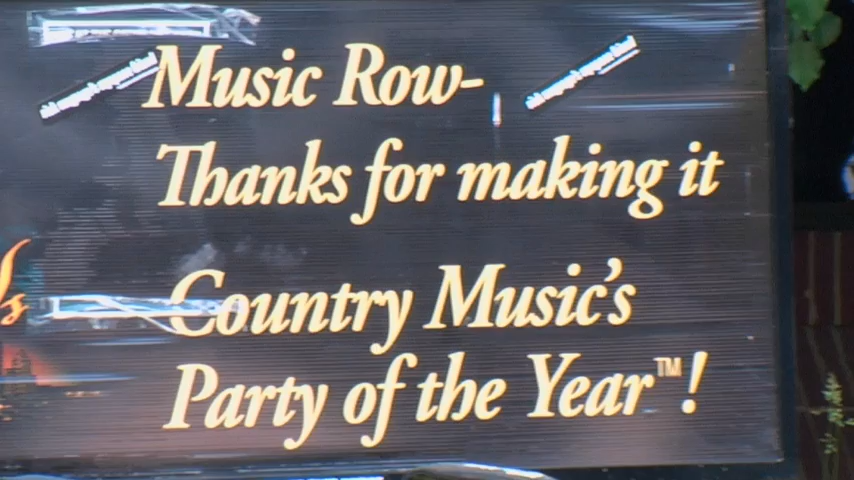 Music Row-
Thanks for making it
Country Music's
Party of the Year™!